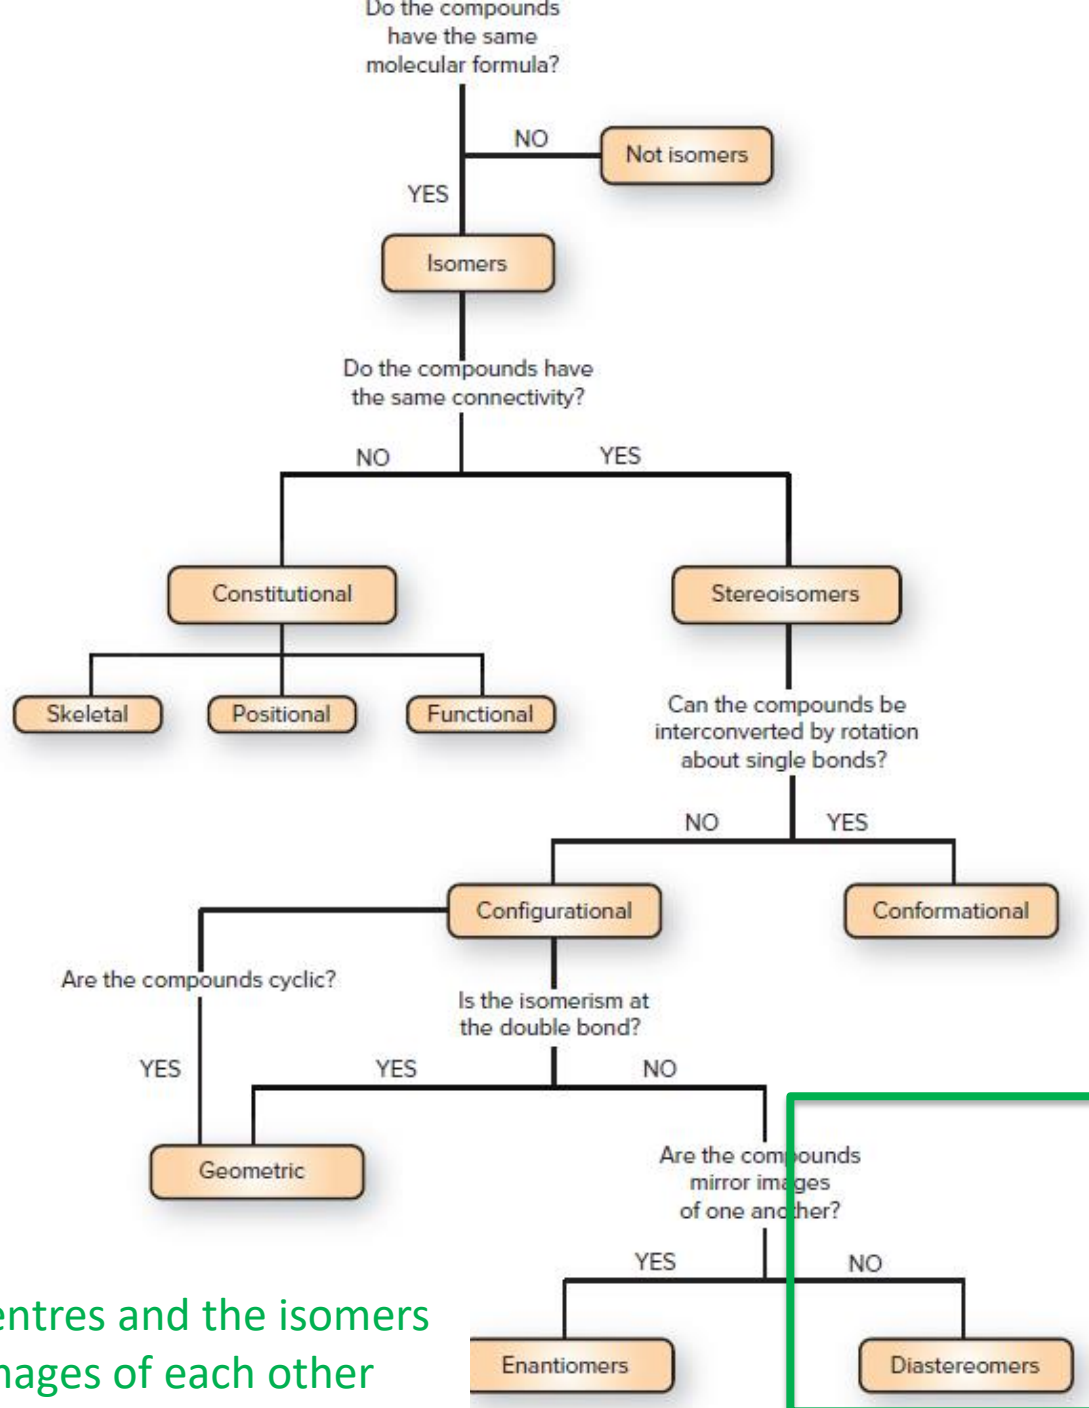 Do the compounds
have the same
molecular formula?
NO
Not isomers
YES
Isomers
Do the compounds have
the same connectivity?
NO
YES
Constitutional
Stereoisomers
Skeletal
Positional
Functional
Can the compounds be
interconverted by rotation
about single bonds?
NO
YES
Configurational
Conformational
Are the compounds cyclic?
Is the isomerism at
the double bond?
YES
YES
NO
Geometric
Are the compounds
mirror images
of one another?
YES
NO
entres and the isomers
nages of each other
Enantiomers
Diastereomers